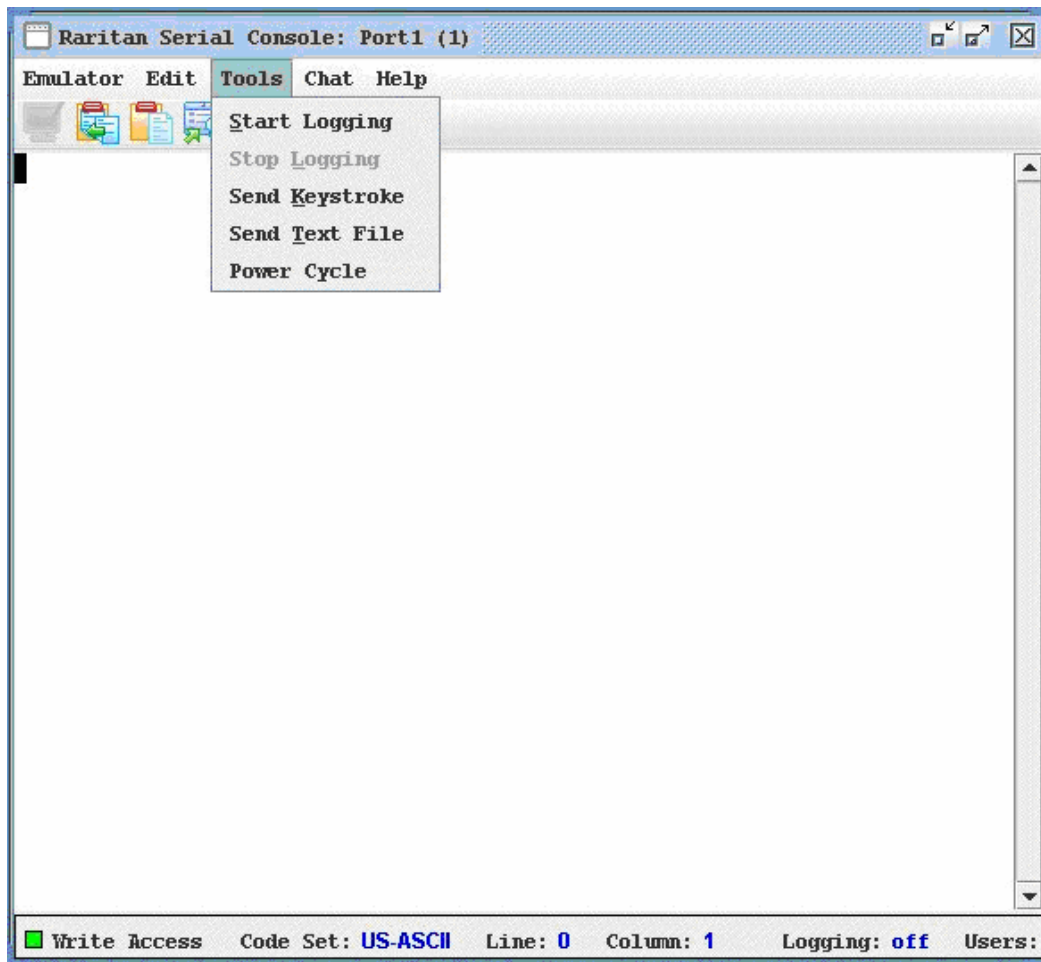 Raritan Serial Console: Port1 (1)
Emulator Edit Tools Chat Help
Start Logging
Stop Logging
Send Keystroke
Send Text File
Power Cycle
Write Access Code Set: US-ASCII Line: 0 Column: 1 Logging: off Users: